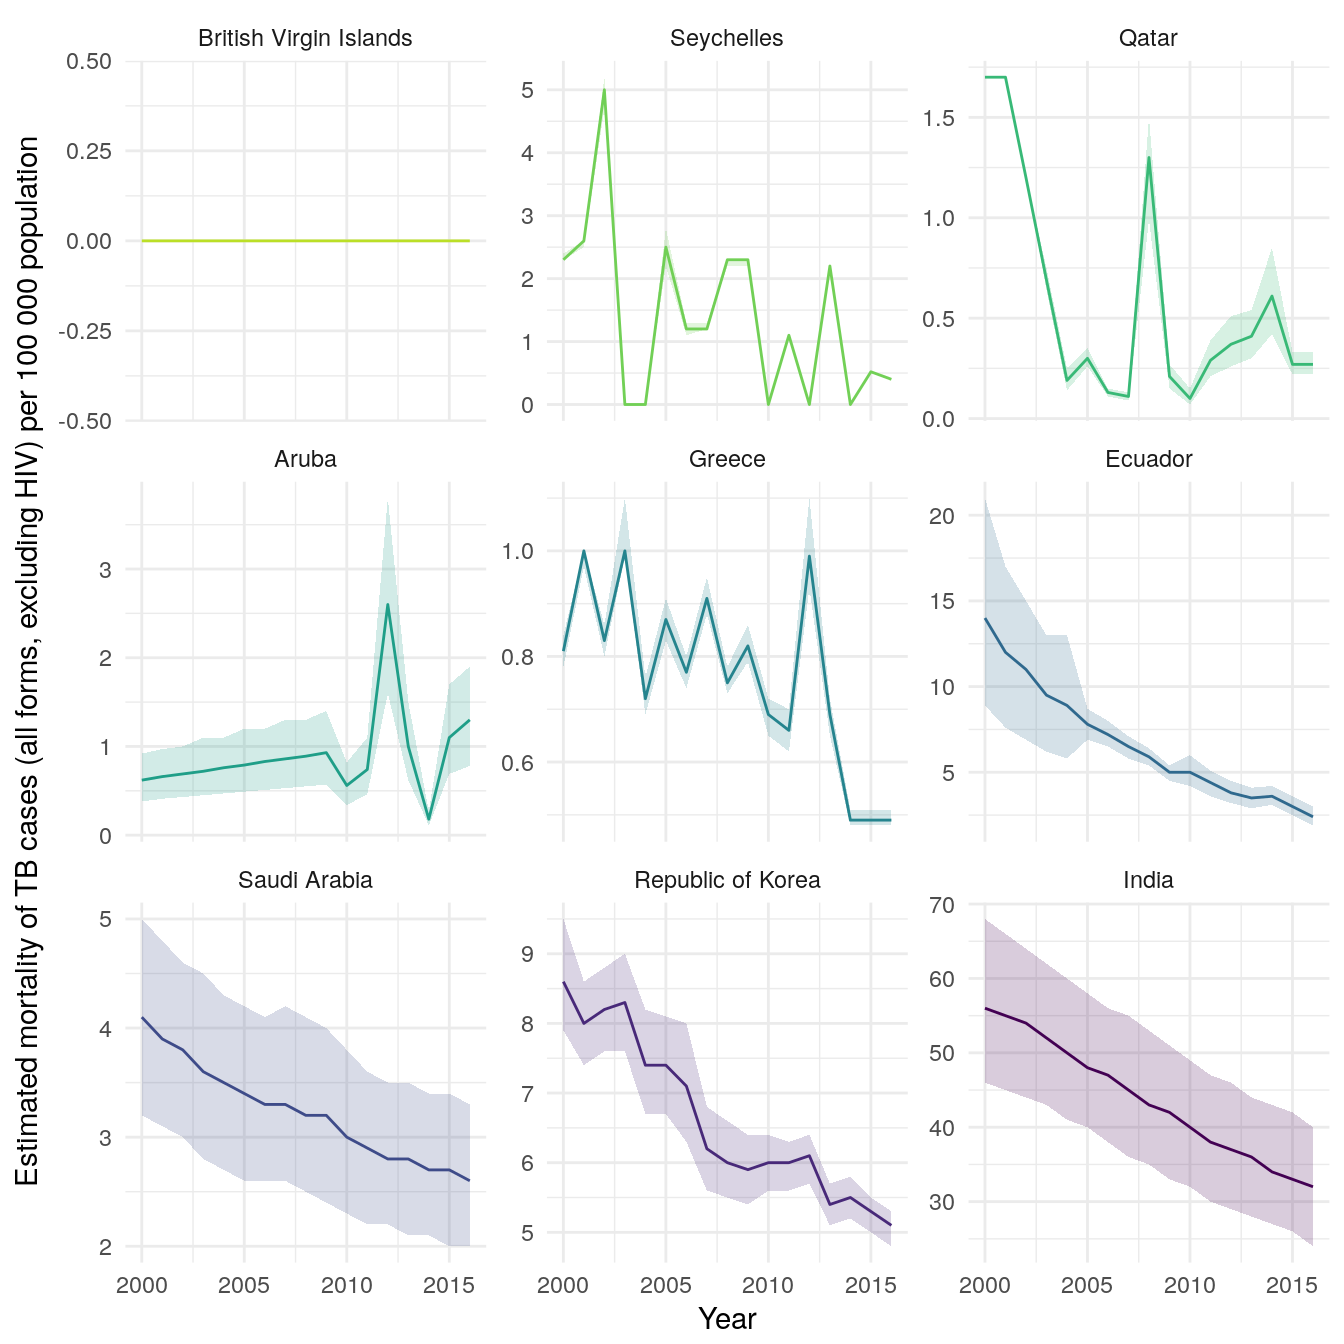 British Virgin Islands
Seychelles
Qatar
0.50
0.25
0.00
-0.25
-0.50
5
4
3
2
1
0
1.5
1.0
0.5
0.0
Aruba
Greece
Ecuador
3
2
1
0
1.0
0.8
0.6
20
15
10
5
Saudi Arabia
Republic of Korea
India
5
4
3
2
9
8
7
6
5
70
60
50
40
30
2000 2005 2010 2015
2000 2005 2010 2015
2000 2005 2010 2015
Year
Estimated mortality of TB cases (all forms, excluding HIV) per 100 000 population